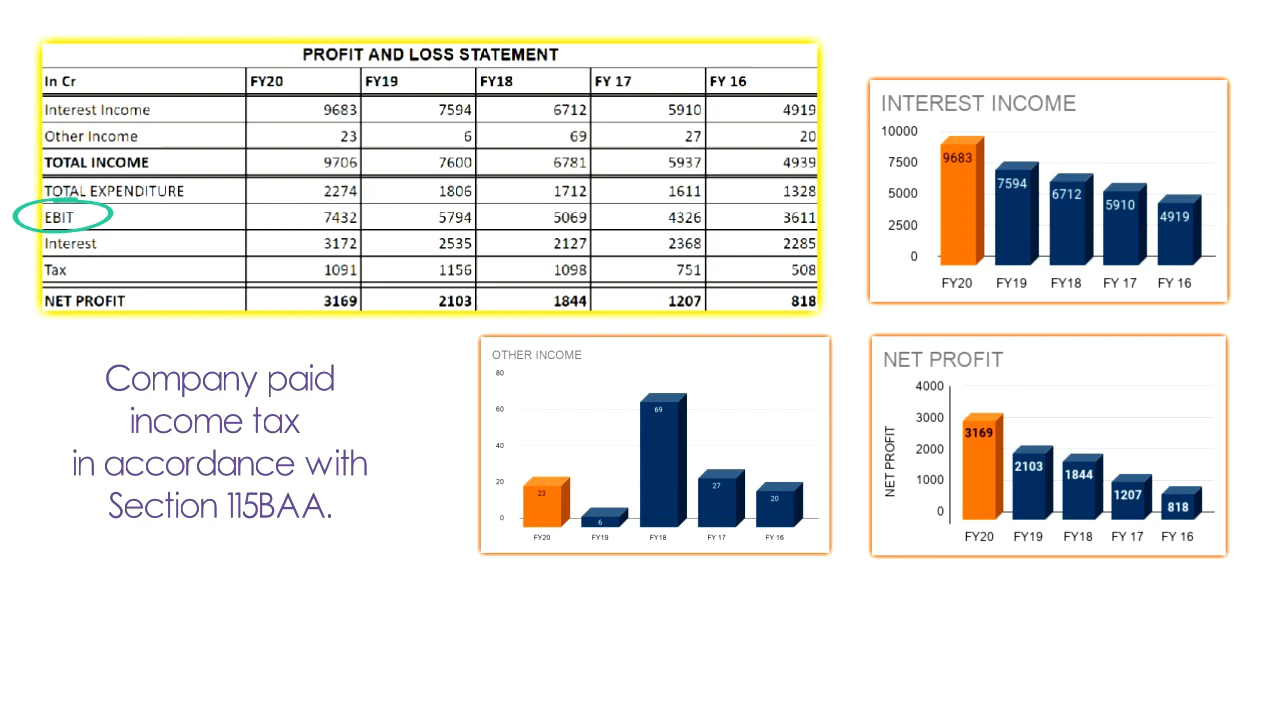 PROFIT AND LOSS STATEMENT
In Cr FY20 FY19 FY18 FY 17 FY 16
Interest Income 9683 7594 6712 5910 4919
Other Income 23 6 69 27 20
TOTAL INCOME 9706 7600 6781 5937 4939
TOTAL EXPENDITURE 2274 1806 1712 1611 1328
EBIT 7432 5794 5069 4326 3611
Interest 3172 2535 2127 2368 2285
Tax 1091 1156 1098 751 508
NET PROFIT 3169 2103 1844 1207 818
INTEREST INCOME
10000
7500
5000
2500
0
9683 7594 6712 5910 4919
FY20 FY19 FY18 FY 17 FY 16
Company paid
income tax
in accordance with
Section 115BAA.
OTHER INCOME
80
60
40
20
0
23 6 69 27 20
FY20 FY19 FY18 FY 17 FY 16
NET PROFIT
NET PROFIT
4000
3000
2000
1000
0
3169 2103 1844 1207 818
FY20 FY19 FY18 FY 17 FY 16